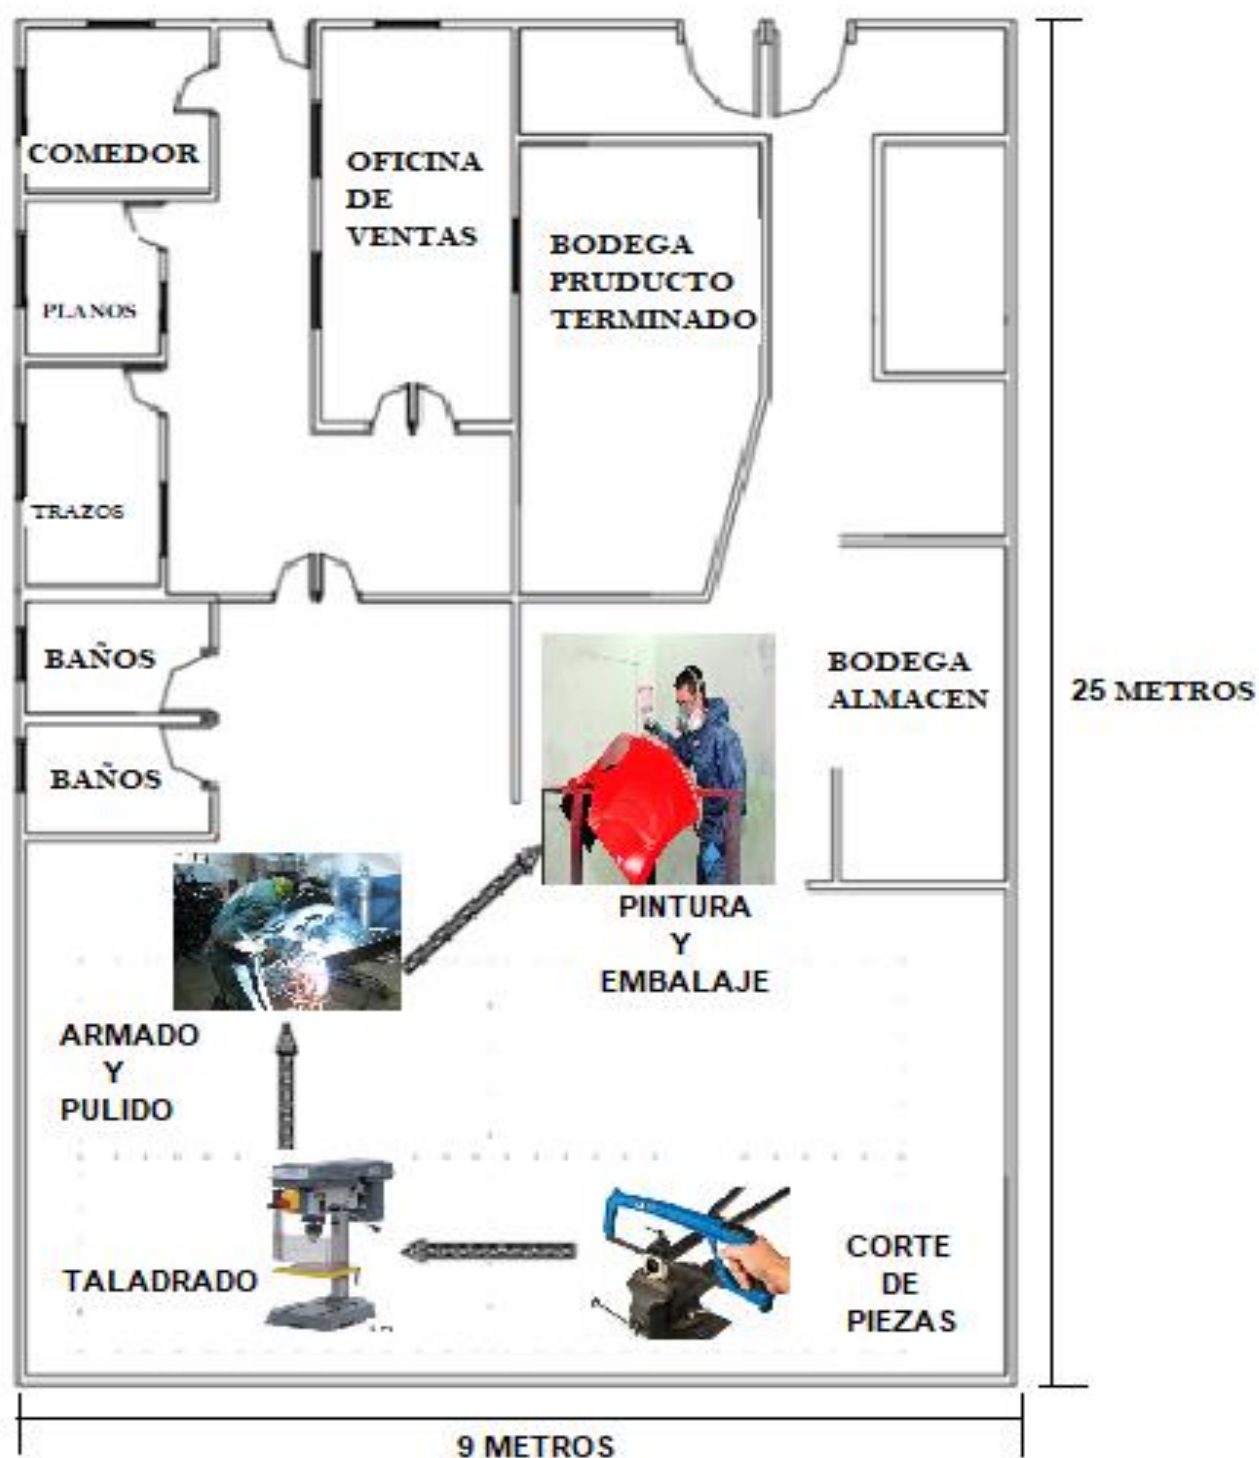 COMEDOR
OFICINA
DE
VENTAS
BODEGA
PRUDUCTO
TERMINADO
PLANOS
TRAZOS
BAÑOS
BAÑOS
BODEGA
ALMACEN
25 METROS
PINTURA
Y
EMBALAJE
ARMADO
Y
PULIDO
TALADRADO
CORTE
DE
PIEZAS
9 METROS